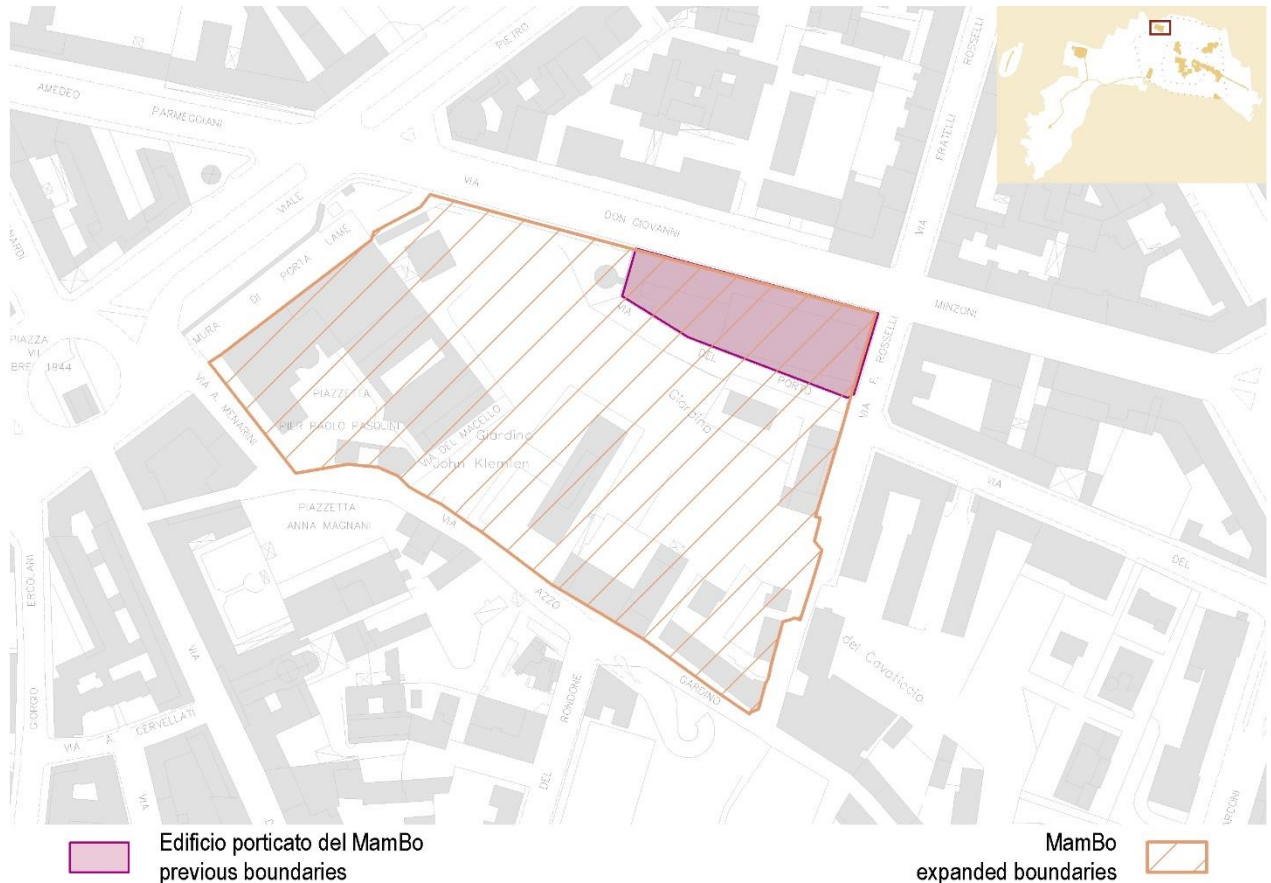 PIETRO
ROSSELLI
AMEDEO
PARMEGGIANI
FRATELLI
VIA
VIALE
DON GIOVANNI
VIA
MURA DI PORTA LAME
MINZONI
PIAZZA
VII
1944
VIA
DEL
PORTO
VIA F. ROSSELLI
VIA A. MENARINI
PIAZZETTA
PIER PAOLO PASOLINI
VIA DEL MACELLO
Giardino
Giardino
John Klemlen
VIA
DEL
PIAZZETTA
ANNA MAGNANI
VIA
AZZO
GARDINO
ERCOLANI
GIORGIO
VIA
VIA A. CERVELLATI
VIA
DEL
RONDONE
del Cavaticcio
Edificio porticato del MamBo
previous boundaries
MamBo
expanded boundaries